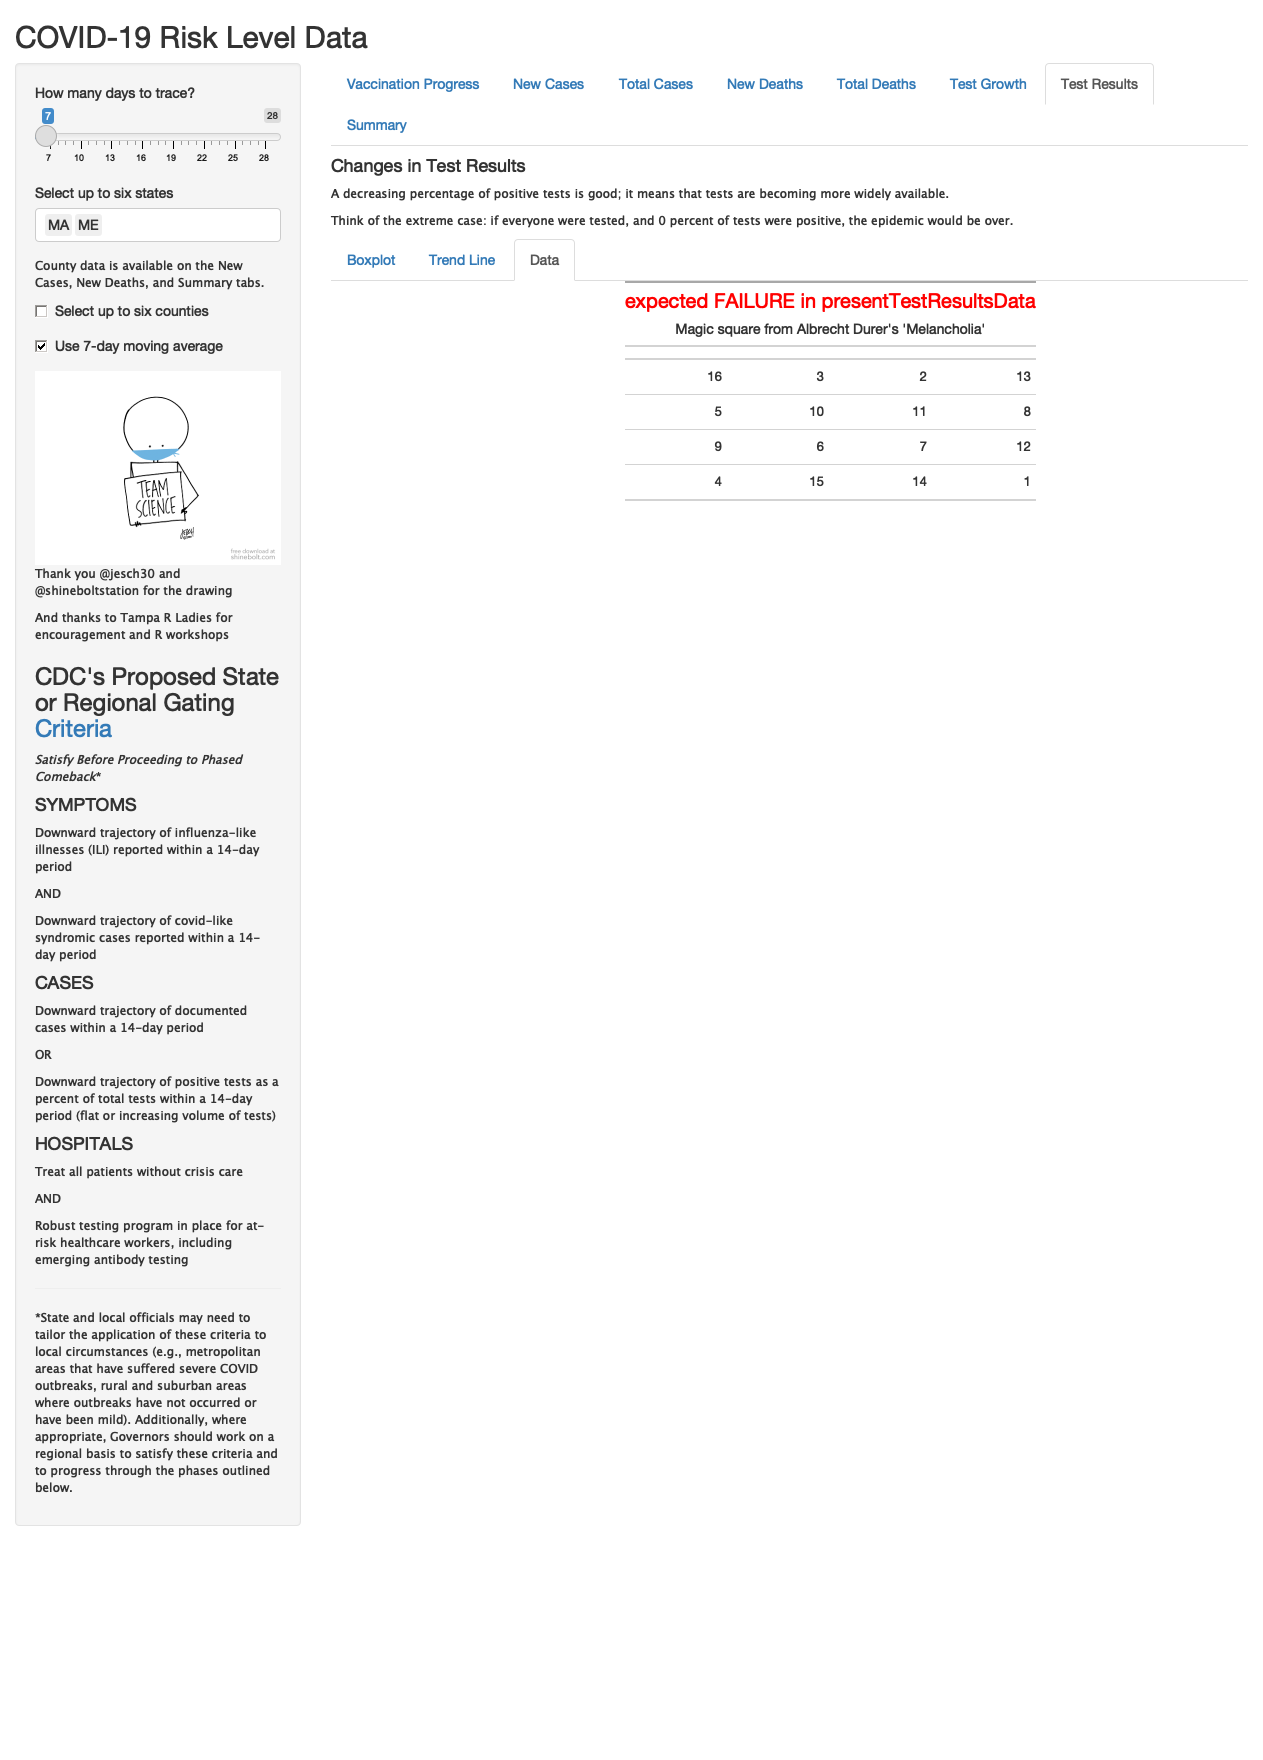 COVID-19 Risk Level Data
How many days to trace?
7 28
7 10 13 16 19 22 25 28
Select up to six states
MA ME
County data is available on the New
Cases, New Deaths, and Summary tabs.
Select up to six counties
Use 7-day moving average
TEAM
SCIENCE
free download at
shinebolt.com
Thank you @jesch30 and
@shineboltstation for the drawing
And thanks to Tampa R Ladies for
encouragement and R workshops
CDC's Proposed State
or Regional Gating
Criteria
Satisfy Before Proceeding to Phased
Comeback*
SYMPTOMS
Downward trajectory of influenza-like
illnesses (ILI) reported within a 14-day
period
AND
Downward trajectory of covid-like
syndromic cases reported within a 14-
day period
CASES
Downward trajectory of documented
cases within a 14-day period
OR
Downward trajectory of positive tests as a
percent of total tests within a 14-day
period (flat or increasing volume of tests)
HOSPITALS
Treat all patients without crisis care
AND
Robust testing program in place for at-
risk healthcare workers, including
emerging antibody testing
*State and local officials may need to
tailor the application of these criteria to
local circumstances (e.g., metropolitan
areas that have suffered severe COVID
outbreaks, rural and suburban areas
where outbreaks have not occurred or
have been mild). Additionally, where
appropriate, Governors should work on a
regional basis to satisfy these criteria and
to progress through the phases outlined
below.
Vaccination Progress New Cases Total Cases New Deaths Total Deaths Test Growth Test Results
Summary
Changes in Test Results
A decreasing percentage of positive tests is good; it means that tests are becoming more widely available.
Think of the extreme case: if everyone were tested, and 0 percent of tests were positive, the epidemic would be over.
Boxplot Trend Line Data
expected FAILURE in presentTestResultsData
Magic square from Albrecht Durer's 'Melancholia'
16 3 2 13
5 10 11 8
9 6 7 12
4 15 14 1